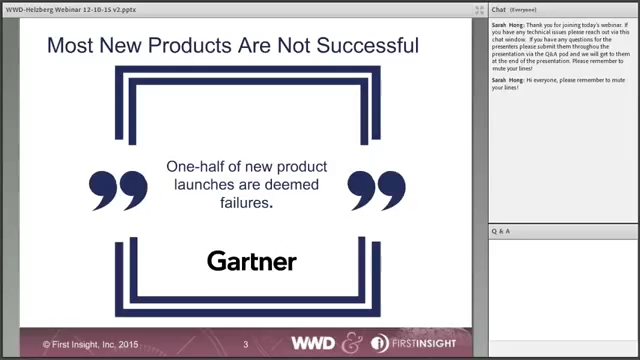 WWD-Helzberg Webinar 12-10-15 v2.pptx
Most New Products Are Not Successful
One-half of new product
launches are deemed
failures.
Gartner
© First Insight, Inc, 2015
3
WWD & FIRSTINSIGHT
Chat (Everyone)
Sarah Hong: Thank you for joining today's webinar. If
you have any technical issues please reach out via this
chat window. If you have any questions for the
presenters please submit them throughout the
presentation via the Q&A pod and we will get to them
at the end of the presentation. Please remember to
mute your lines!
Sarah Hong: Hi everyone, please remember to mute
your lines!
Q & A